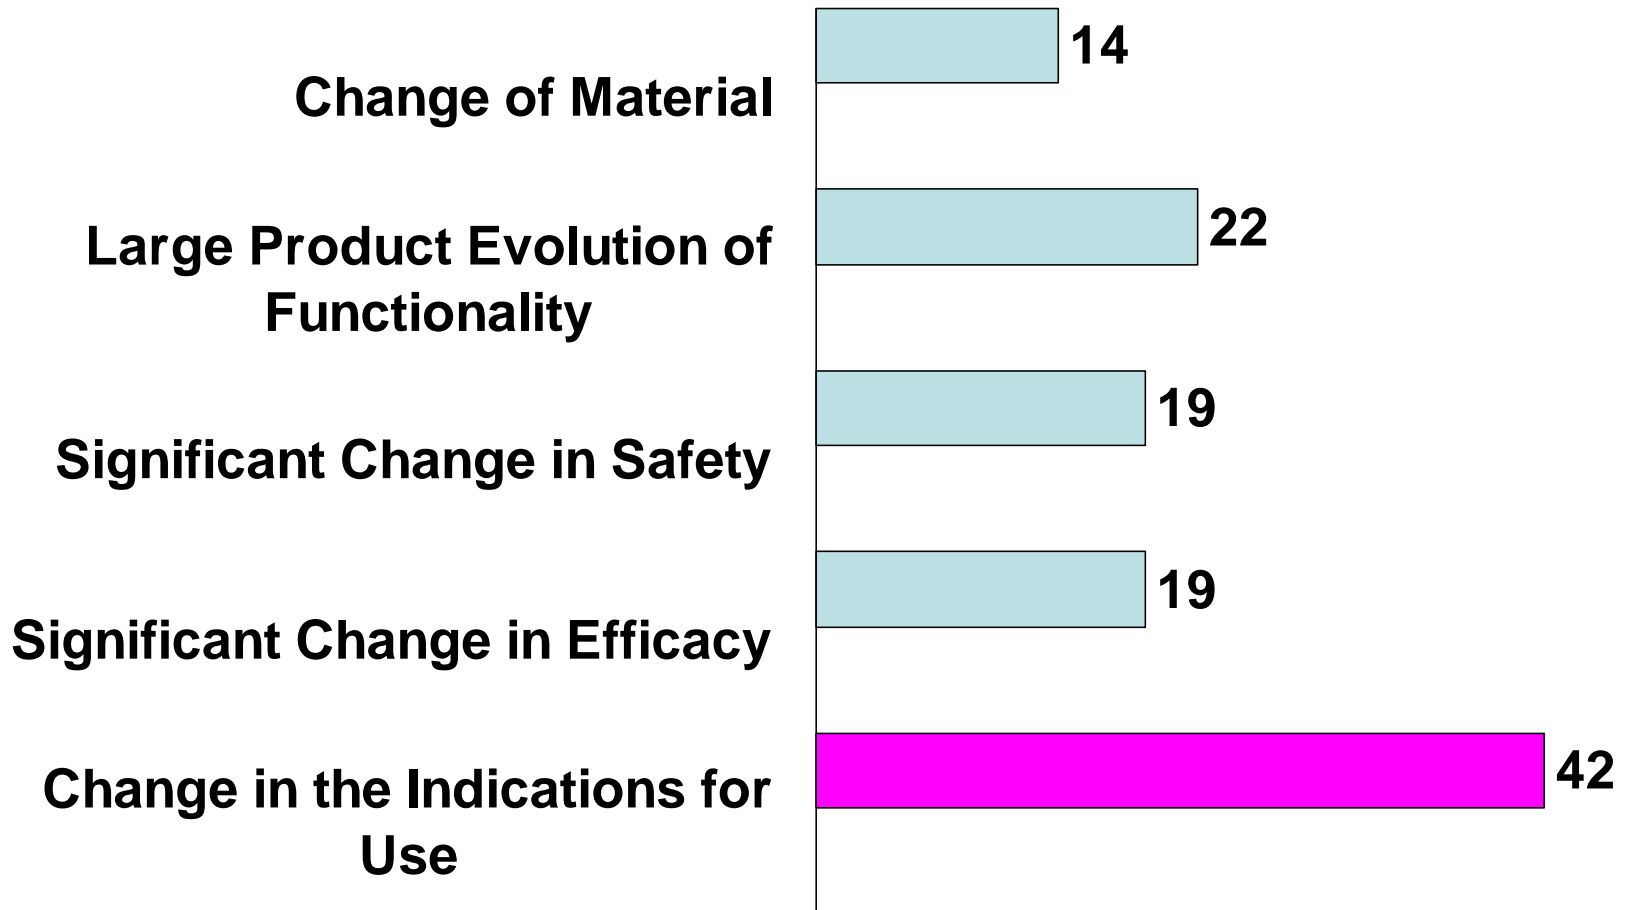 14
Change of Material
22
Large Product Evolution of
Functionality
19
Significant Change in Safety
19
Significant Change in Efficacy
42
Change in the Indications for
Use